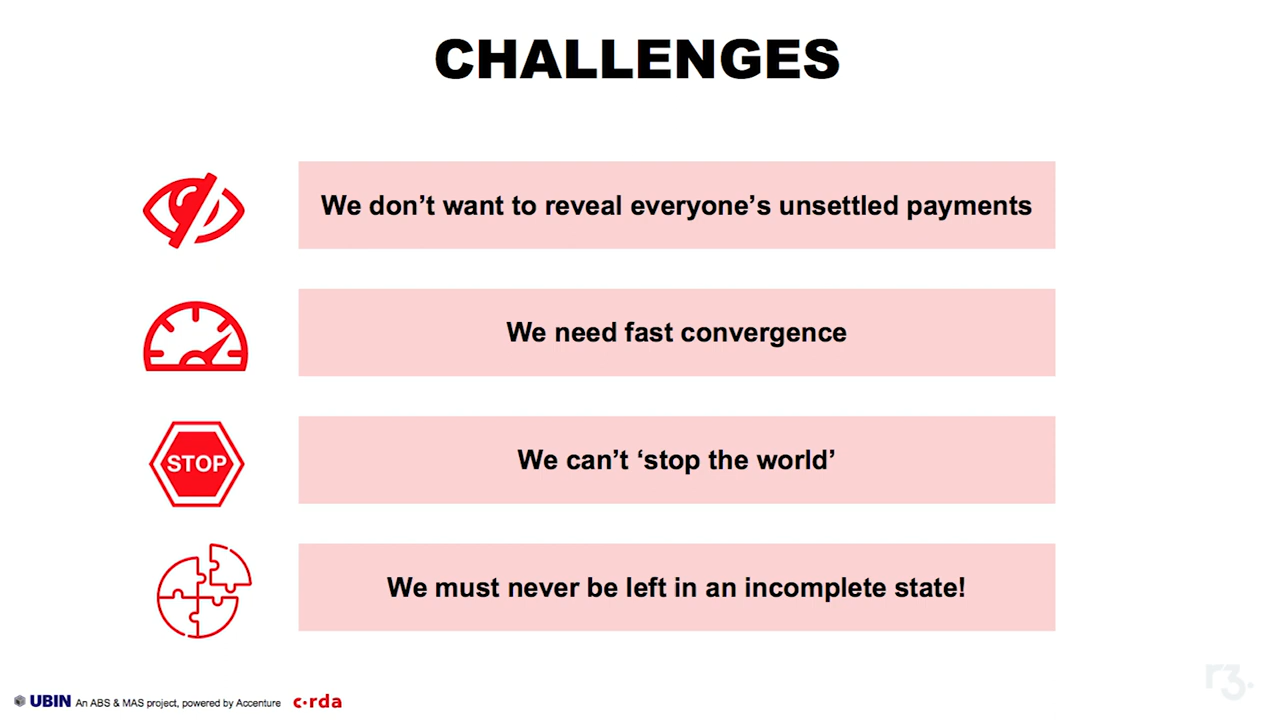 CHALLENGES
We don’t want to reveal everyone’s unsettled payments
We need fast convergence
STOP
We can’t ‘stop the world’
We must never be left in an incomplete state!
UBIN An ABS & MAS project, powered by Accenture c·rda
r3.